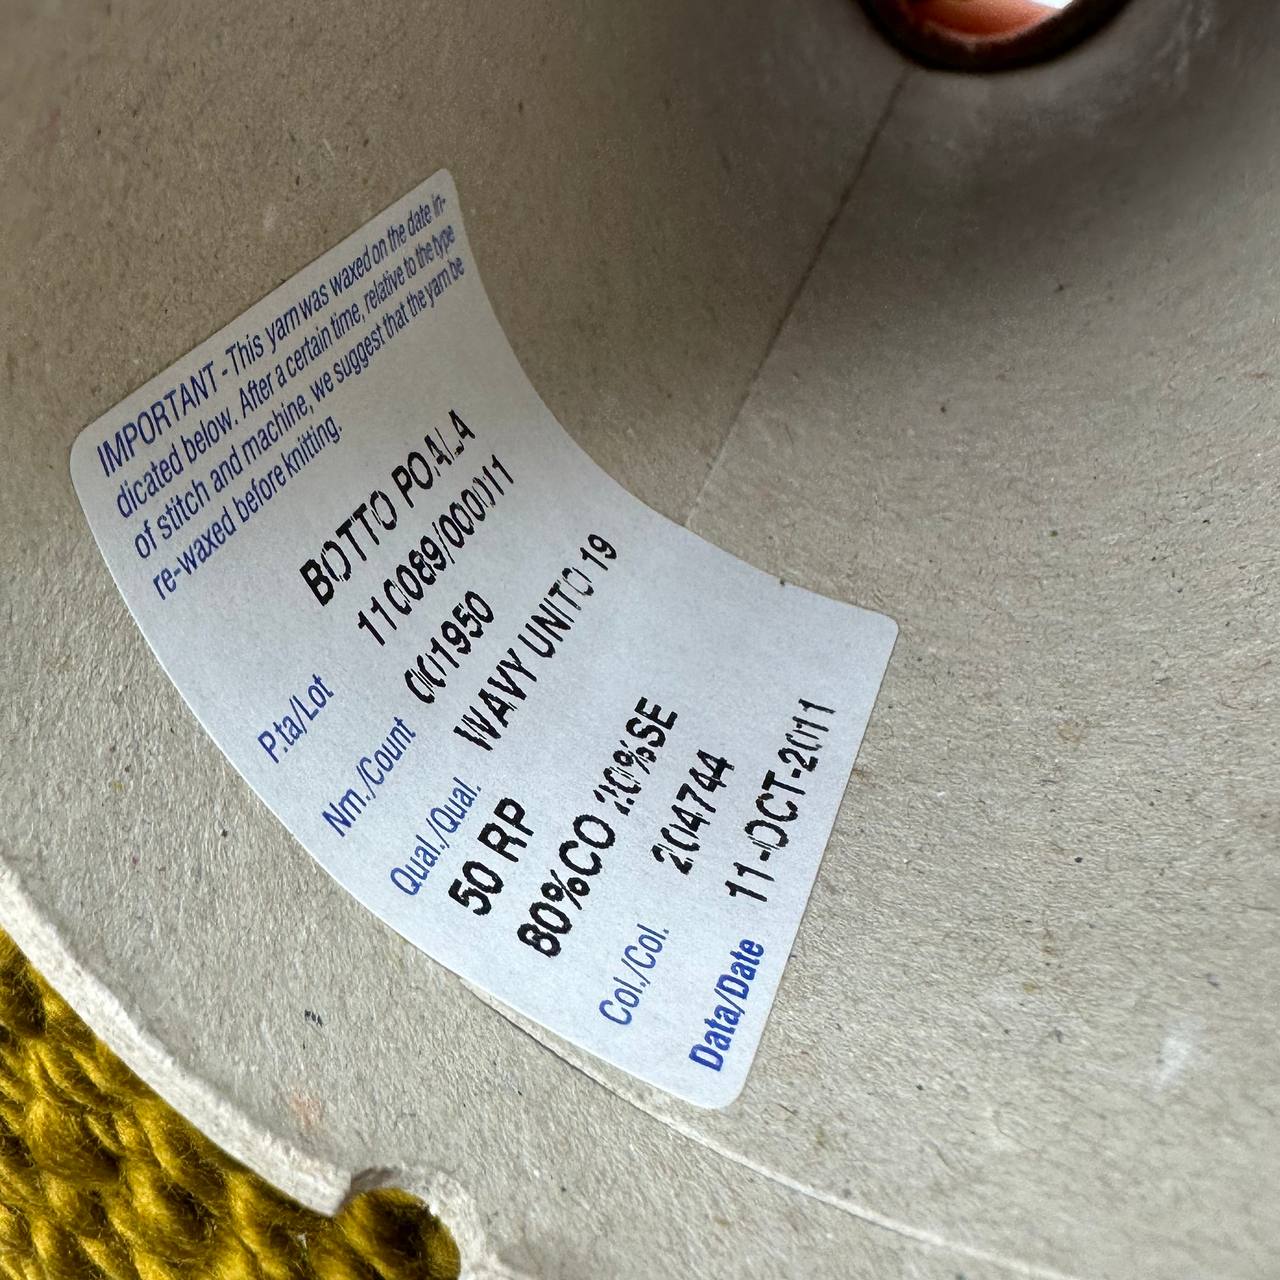 IMPORTANT - This yarn was waxed on the date in-
dicated below. After a certain time, relative to the type
of stitch and machine, we suggest that the yarn be
re-waxed before knitting.
BOTTO POALA
P.ta/Lot 110089/000011
Nm./Count 001950
Qual./Qual. WAVY UNITO 19
50 RP
80%CO 20%SE
Col./Col. 2004744
Data/Date 11-OCT-2011